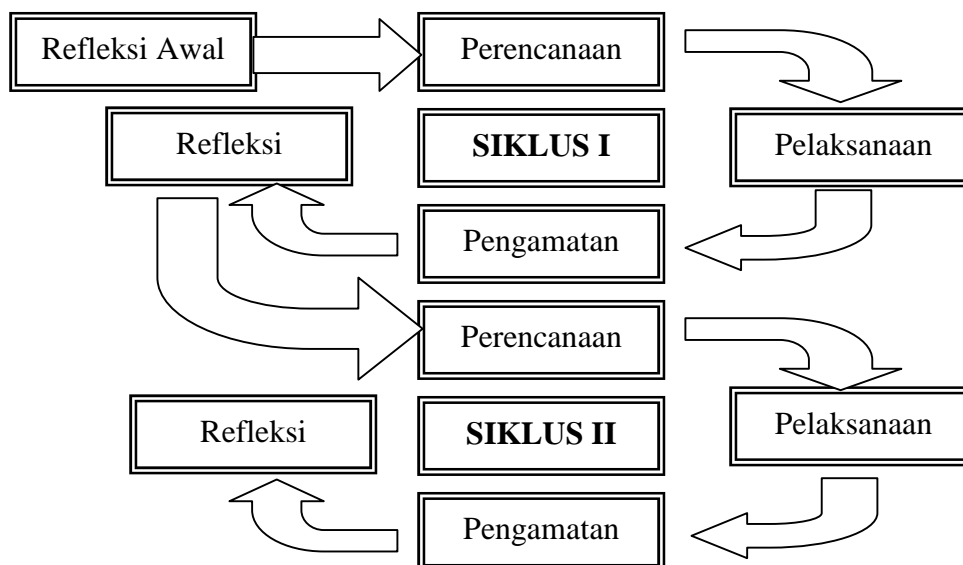 Refleksi Awal
Perencanaan
Refleksi
SIKLUS I
Pelaksanaan
Pengamatan
Perencanaan
Refleksi
SIKLUS II
Pelaksanaan
Pengamatan